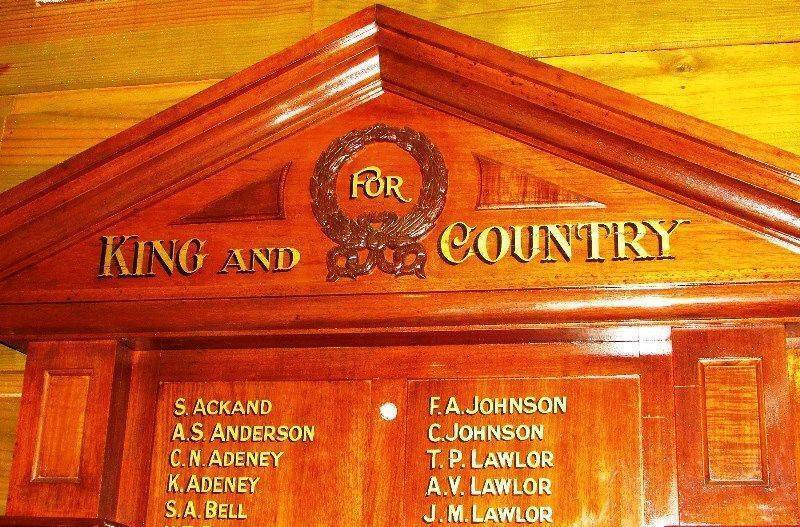 FOR
KING AND COUNTRY
S. ACKAND
A.S. ANDERSON
C.N. ADENEY
K. ADENEY
S.A. BELL
F.A. JOHNSON
C. JOHNSON
T.P. LAWLOR
A.V. LAWLOR
J.M. LAWLOR